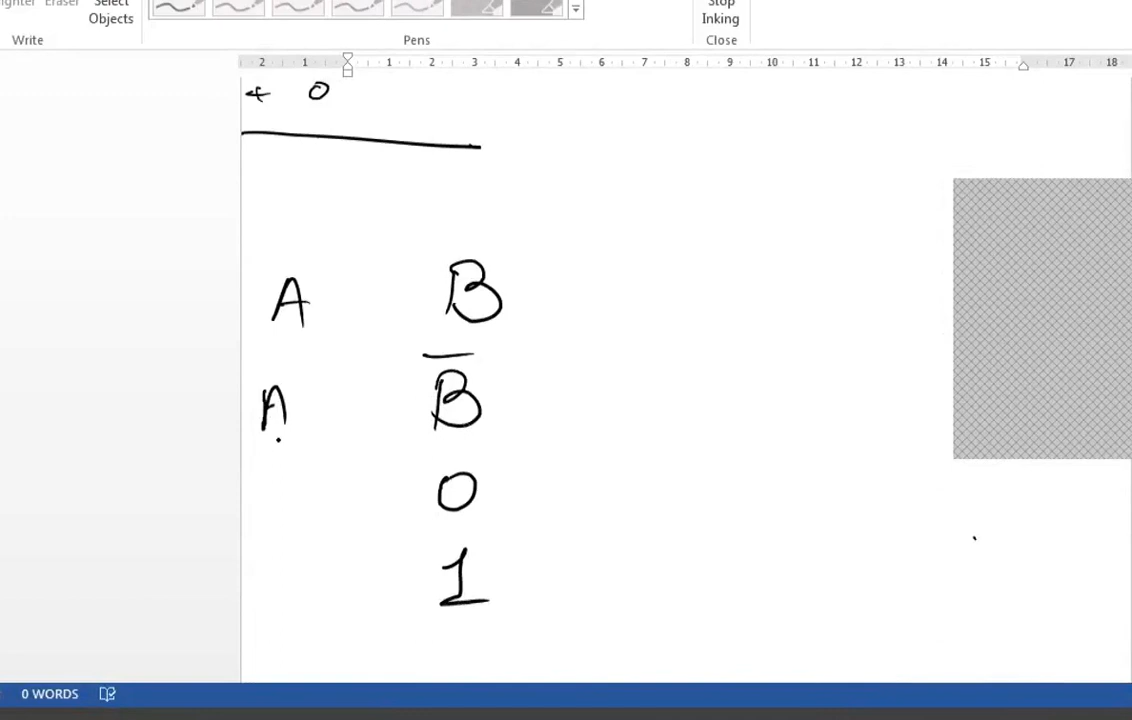 Eraser Select
Objects
Stop
Inking
Write Pens Close
2 1 1 2 3 4 5 6 7 8 9 10 11 12 13 14 15 17 18
+ 0
A B
A B̅
0
1
0 WORDS